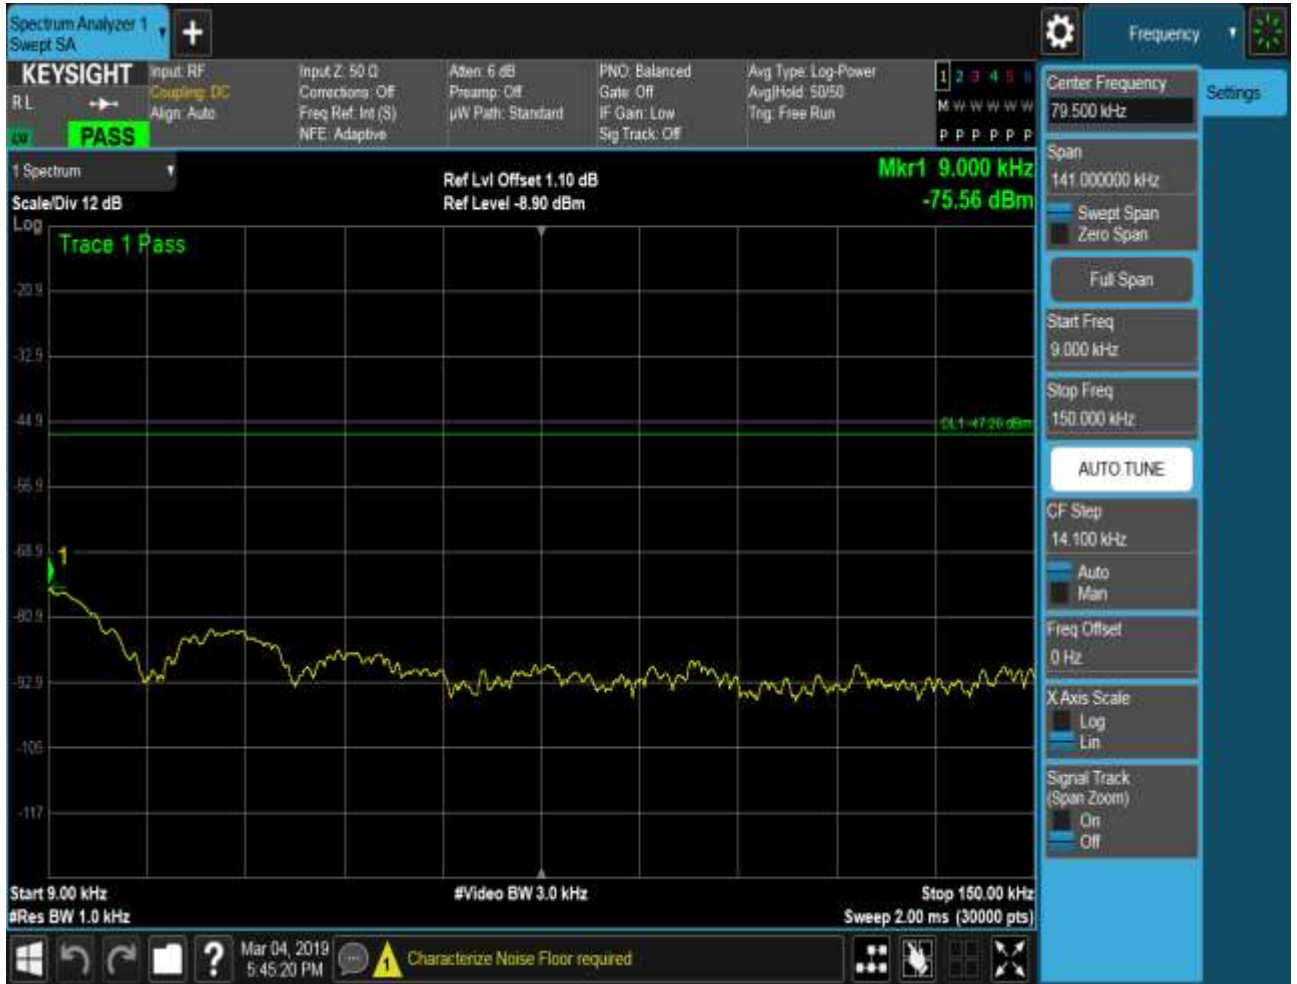 Spectrum Analyzer 1
Swept SA
Frequency
KEYSIGHT
RL
PASS
Input: RF
Coupling: DC
Align: Auto
Input Z: 50 Ω
Corrections: Off
Freq Ref: Int (S)
NFE: Adaptive
Atten: 6 dB
Preamp: Off
µW Path: Standard
PNO: Balanced
Gate: Off
IF Gain: Low
Sig Track: Off
Avg Type: Log-Power
Avg|Hold: 50/50
Trig: Free Run
1 2 3 4 5 6
M W W W W W
P P P P P P
1 Spectrum
Scale/Div 12 dB
Log
Ref Lvl Offset 1.10 dB
Ref Level -8.90 dBm
Mkr1 9.000 kHz
-75.56 dBm
Trace 1 Pass
-20.9
-32.9
-44.9
DL1 -47.26 dBm
-56.9
-68.9
1
-80.9
-92.9
-105
-117
Start 9.00 kHz
#Res BW 1.0 kHz
#Video BW 3.0 kHz
Stop 150.00 kHz
Sweep 2.00 ms (30000 pts)
Center Frequency
79.500 kHz
Settings
Span
141.000000 kHz
Swept Span
Zero Span
Full Span
Start Freq
9.000 kHz
Stop Freq
150.000 kHz
AUTO TUNE
CF Step
14.100 kHz
Auto
Man
Freq Offset
0 Hz
X Axis Scale
Log
Lin
Signal Track
(Span Zoom)
On
Off
?
Mar 04, 2019
5:45:20 PM
1
Characterize Noise Floor required